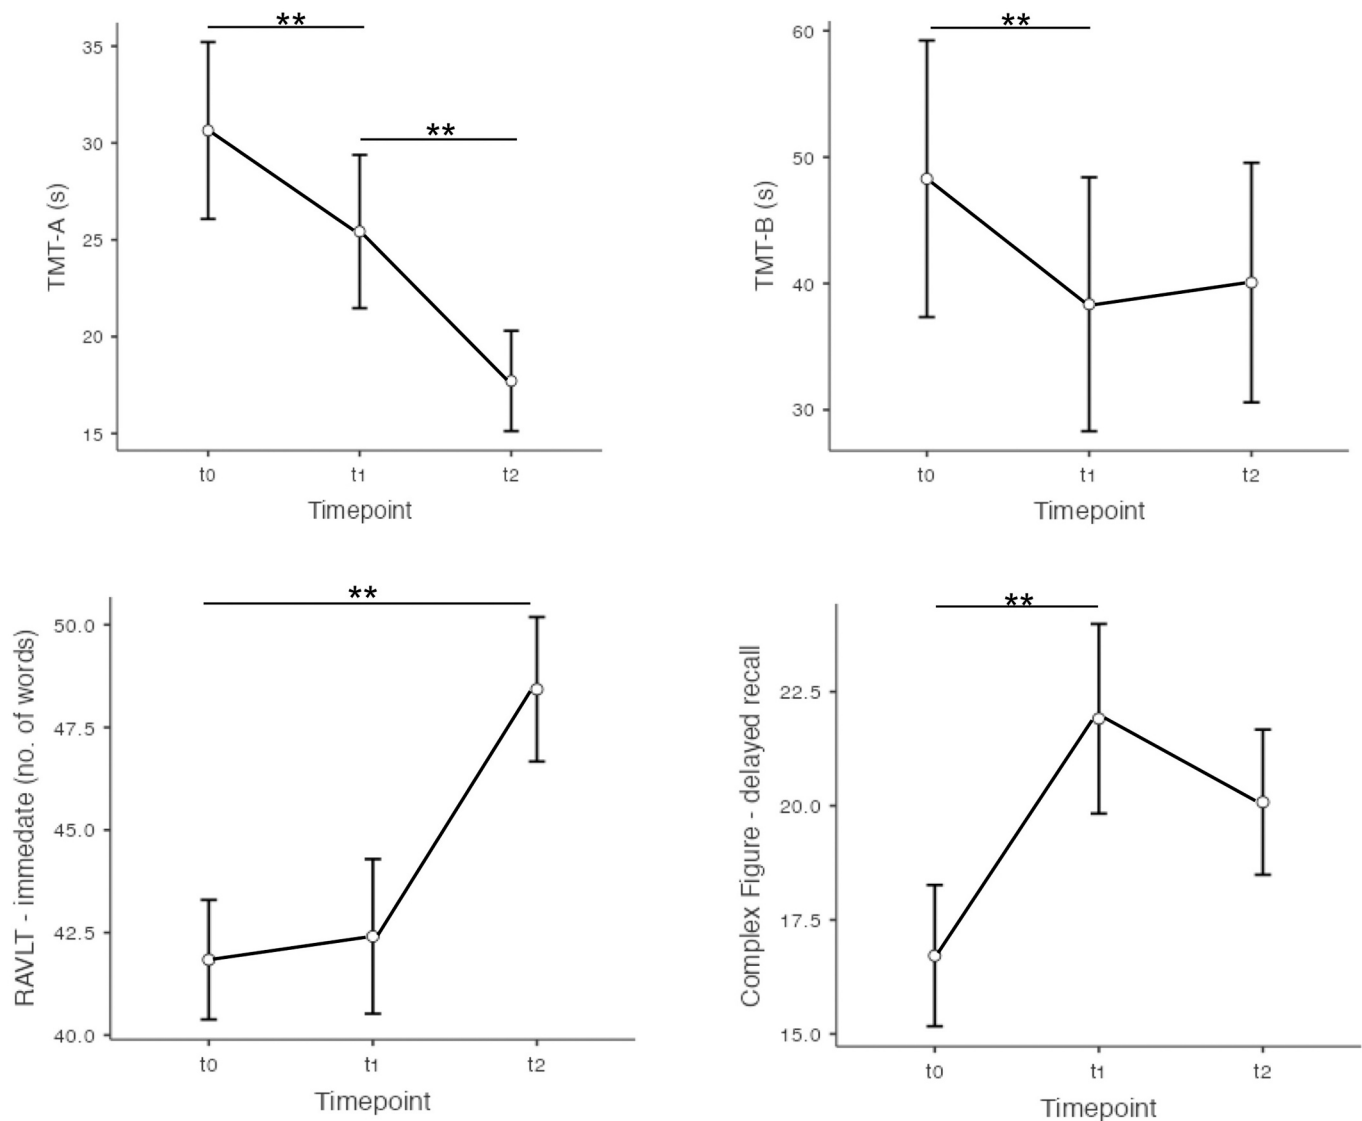 **
35
**
30
25
20
15
TMT-A (s)
t0 t1 t2
Timepoint
**
60
50
40
30
TMT-B (s)
t0 t1 t2
Timepoint
**
50.0
47.5
45.0
42.5
40.0
RAVLT - immedate (no. of words)
t0 t1 t2
Timepoint
**
22.5
20.0
17.5
15.0
Complex Figure - delayed recall
t0 t1 t2
Timepoint